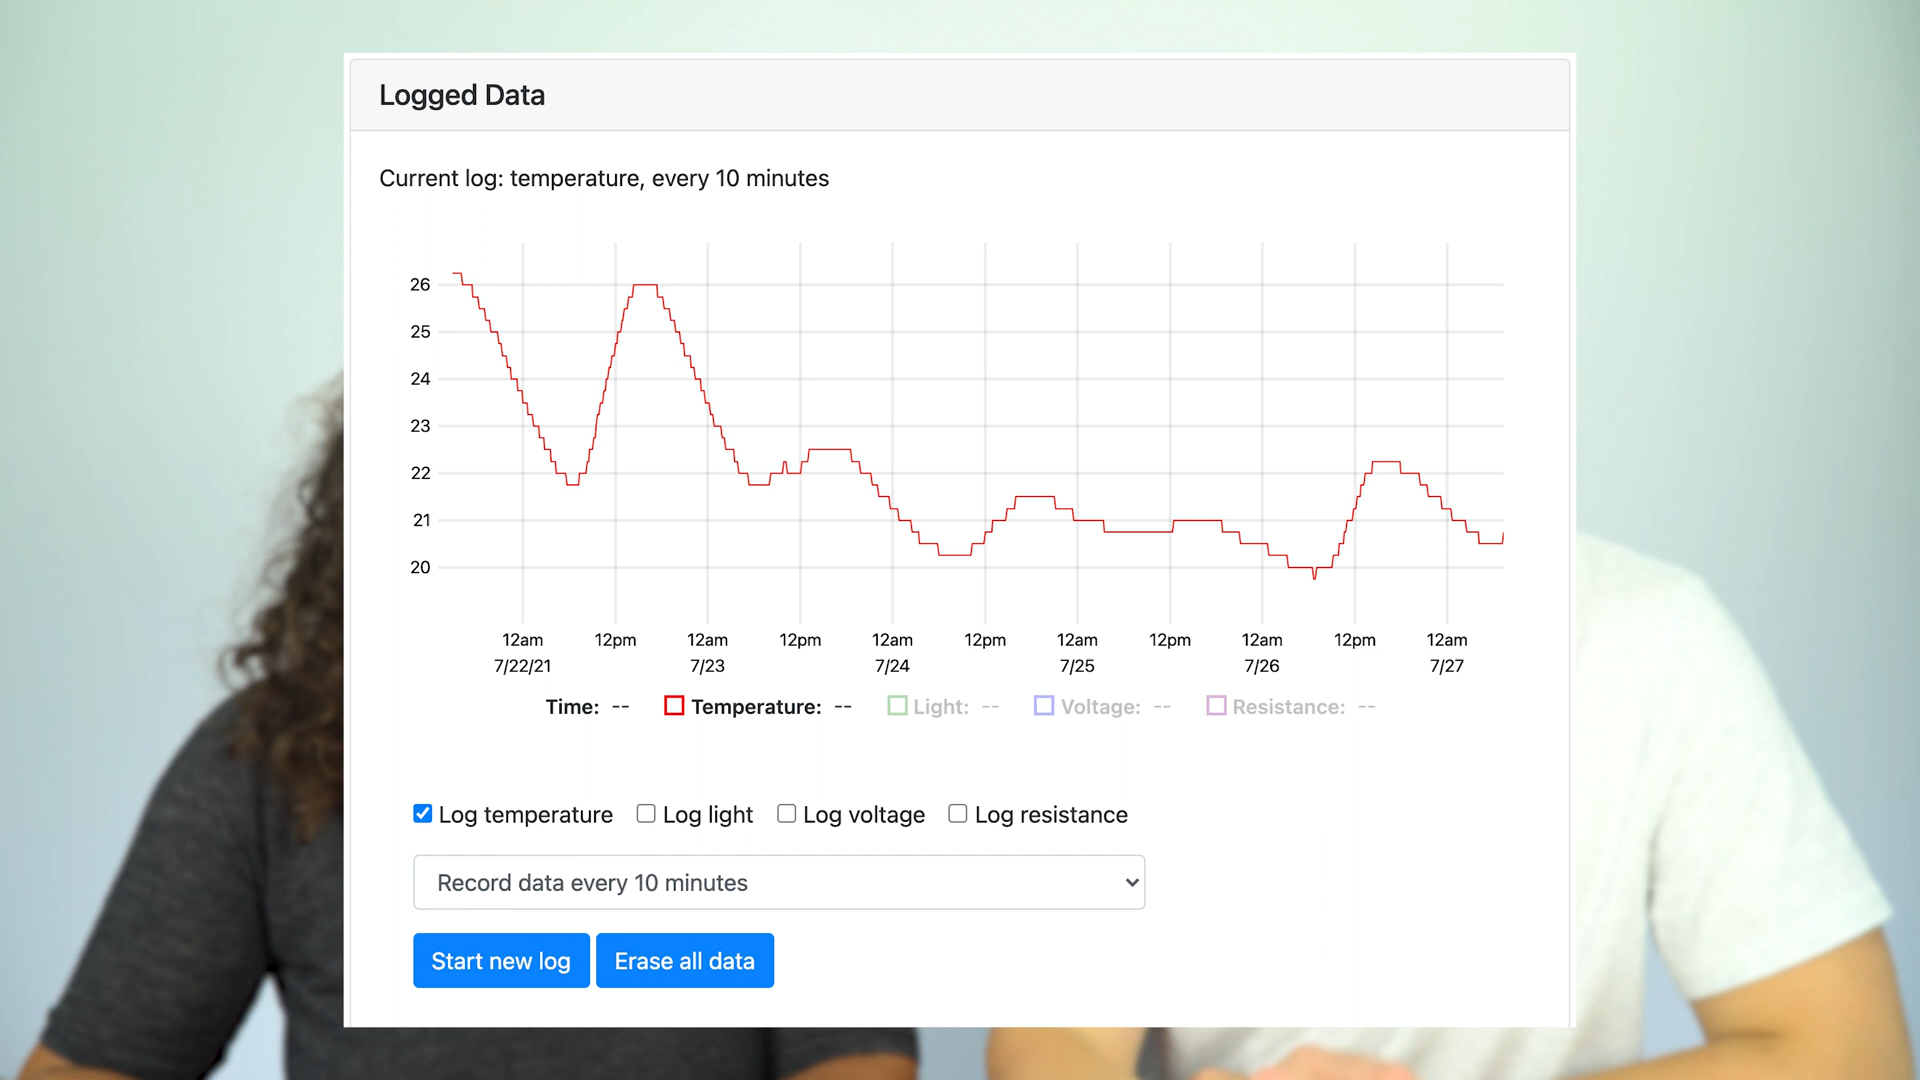 Logged Data
Current log: temperature, every 10 minutes
26
25
24
23
22
21
20
12am 12pm 12am 12pm 12am 12pm 12am 12pm 12am 12pm 12am
7/22/21 7/23 7/24 7/25 7/26 7/27
Time: -- Temperature: -- Light: -- Voltage: -- Resistance: --
Log temperature Log light Log voltage Log resistance
Record data every 10 minutes
Start new log Erase all data